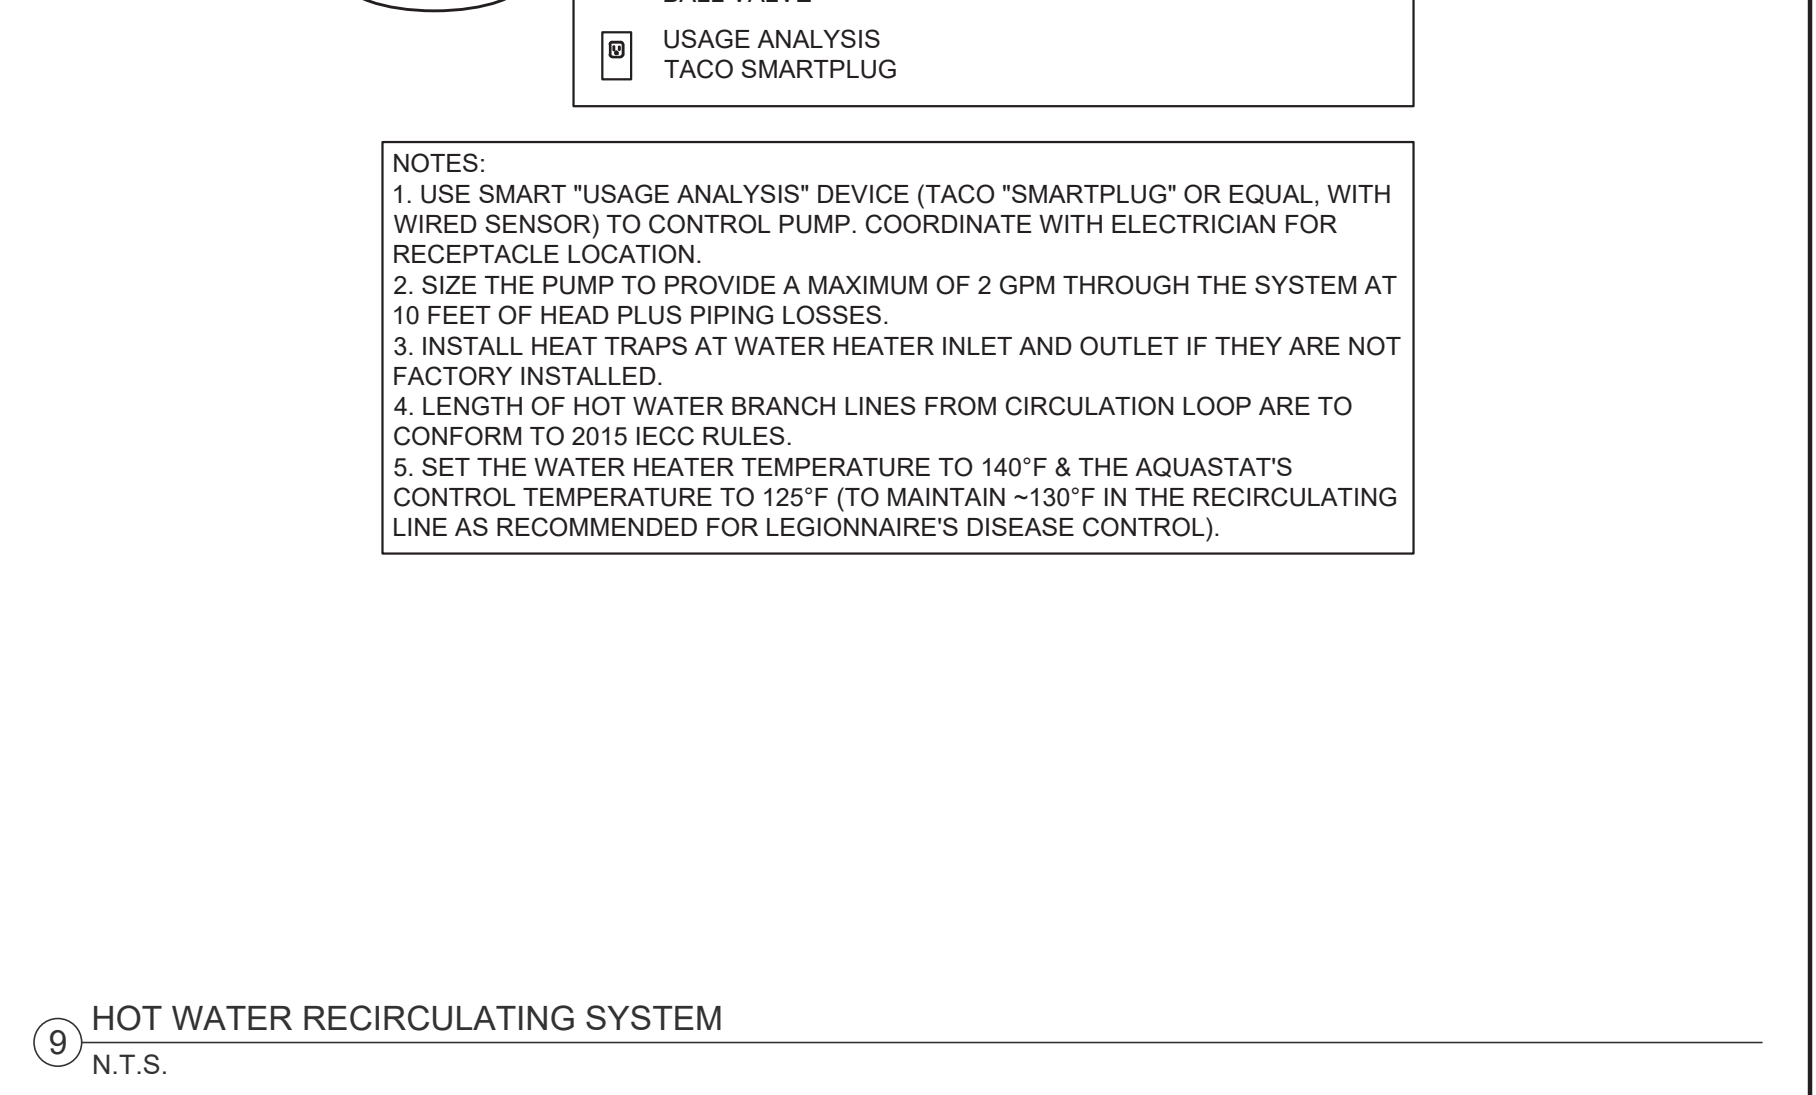 USAGE ANALYSIS
TACO SMARTPLUG
NOTES:
1. USE SMART "USAGE ANALYSIS" DEVICE (TACO "SMARTPLUG" OR EQUAL, WITH
WIRED SENSOR) TO CONTROL PUMP. COORDINATE WITH ELECTRICIAN FOR
RECEPTACLE LOCATION.
2. SIZE THE PUMP TO PROVIDE A MAXIMUM OF 2 GPM THROUGH THE SYSTEM AT
10 FEET OF HEAD PLUS PIPING LOSSES.
3. INSTALL HEAT TRAPS AT WATER HEATER INLET AND OUTLET IF THEY ARE NOT
FACTORY INSTALLED.
4. LENGTH OF HOT WATER BRANCH LINES FROM CIRCULATION LOOP ARE TO
CONFORM TO 2015 IECC RULES.
5. SET THE WATER HEATER TEMPERATURE TO 140°F & THE AQUASTAT'S
CONTROL TEMPERATURE TO 125°F (TO MAINTAIN ~130°F IN THE RECIRCULATING
LINE AS RECOMMENDED FOR LEGIONNAIRE'S DISEASE CONTROL).
9 HOT WATER RECIRCULATING SYSTEM
N.T.S.